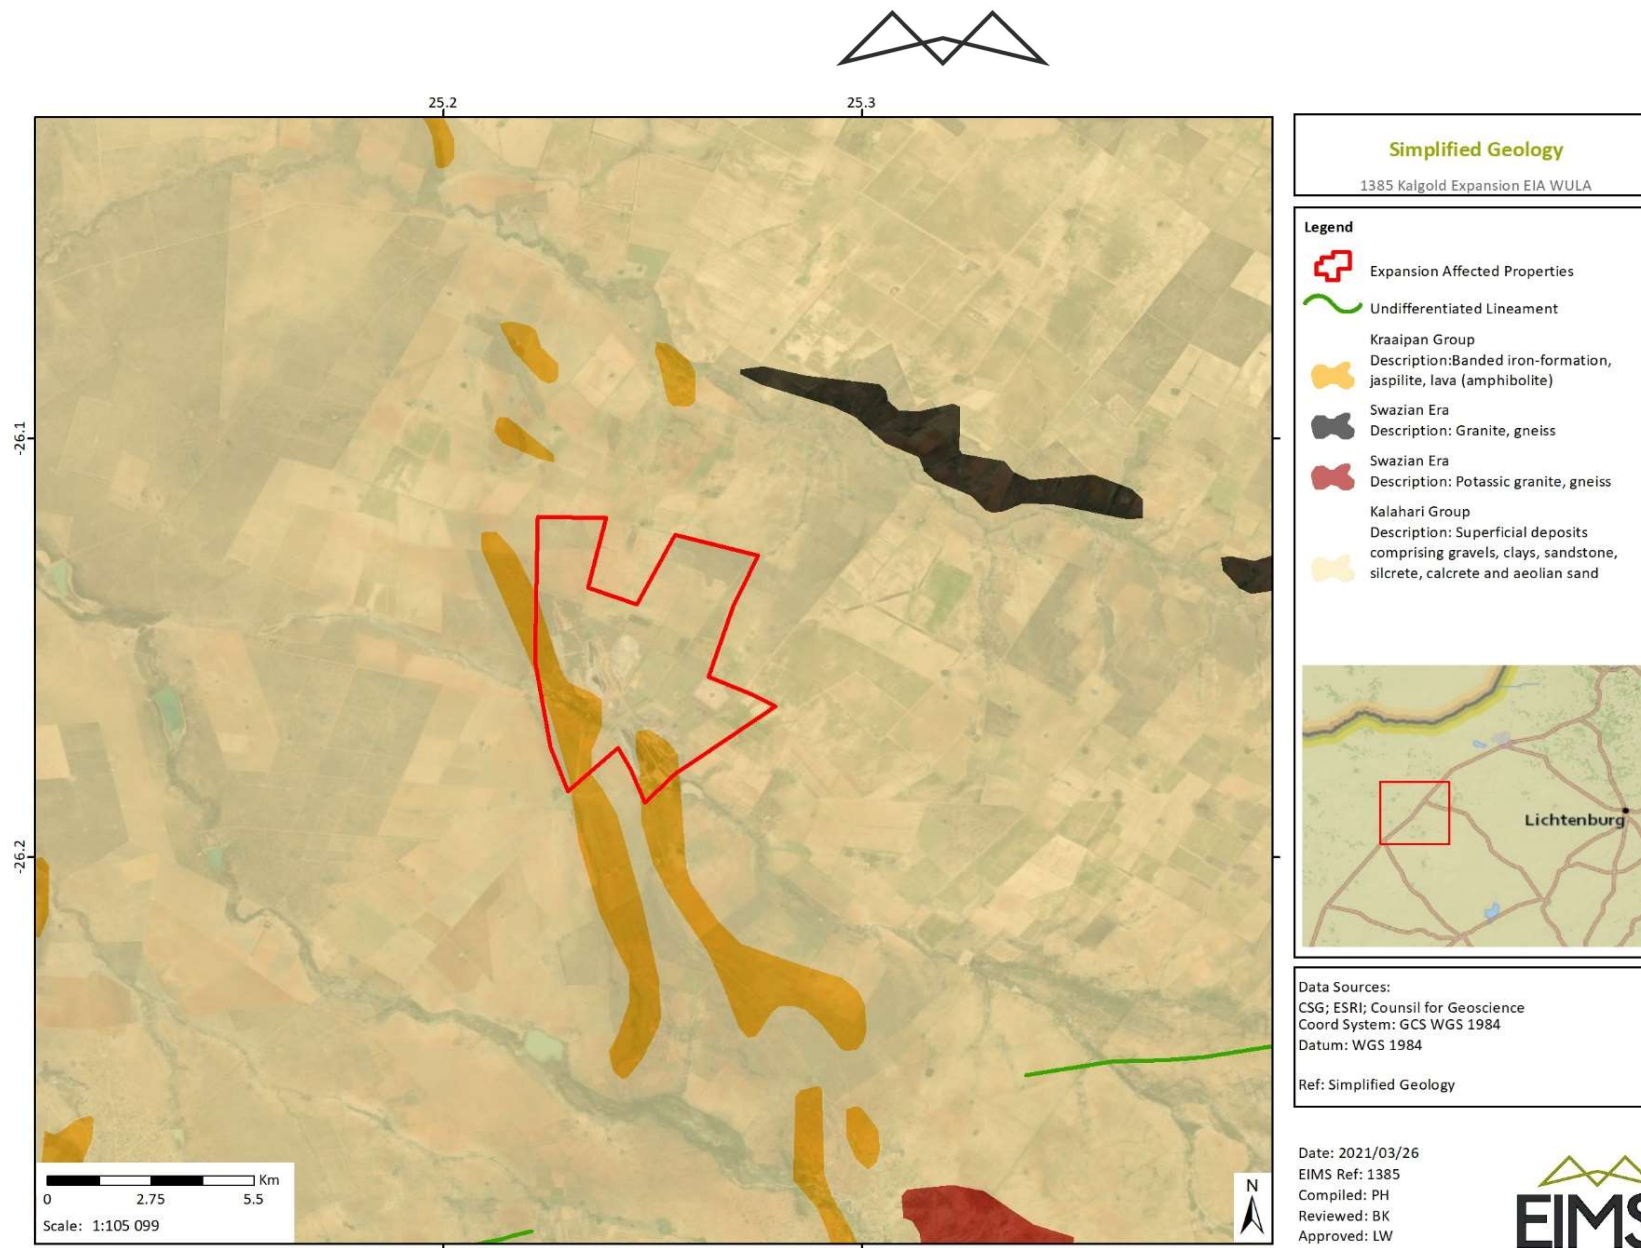 25.2
25.3
-26.1
-26.2
Simplified Geology
1385 Kalgold Expansion EIA WULA
Legend
Expansion Affected Properties
Undifferentiated Lineament
Kraaipan Group
Description:Banded iron-formation,
jaspilite, lava (amphibolite)
Swazian Era
Description: Granite, gneiss
Swazian Era
Description: Potassic granite, gneiss
Kalahari Group
Description: Superficial deposits
comprising gravels, clays, sandstone,
silcrete, calcrete and aeolian sand
Lichtenburg
Data Sources:
CSG; ESRI; Counsil for Geoscience
Coord System: GCS WGS 1984
Datum: WGS 1984
Ref: Simplified Geology
Date: 2021/03/26
EIMS Ref: 1385
Compiled: PH
Reviewed: BK
Approved: LW
EIMS
Km
0 2.75 5.5
Scale: 1:105 099
N